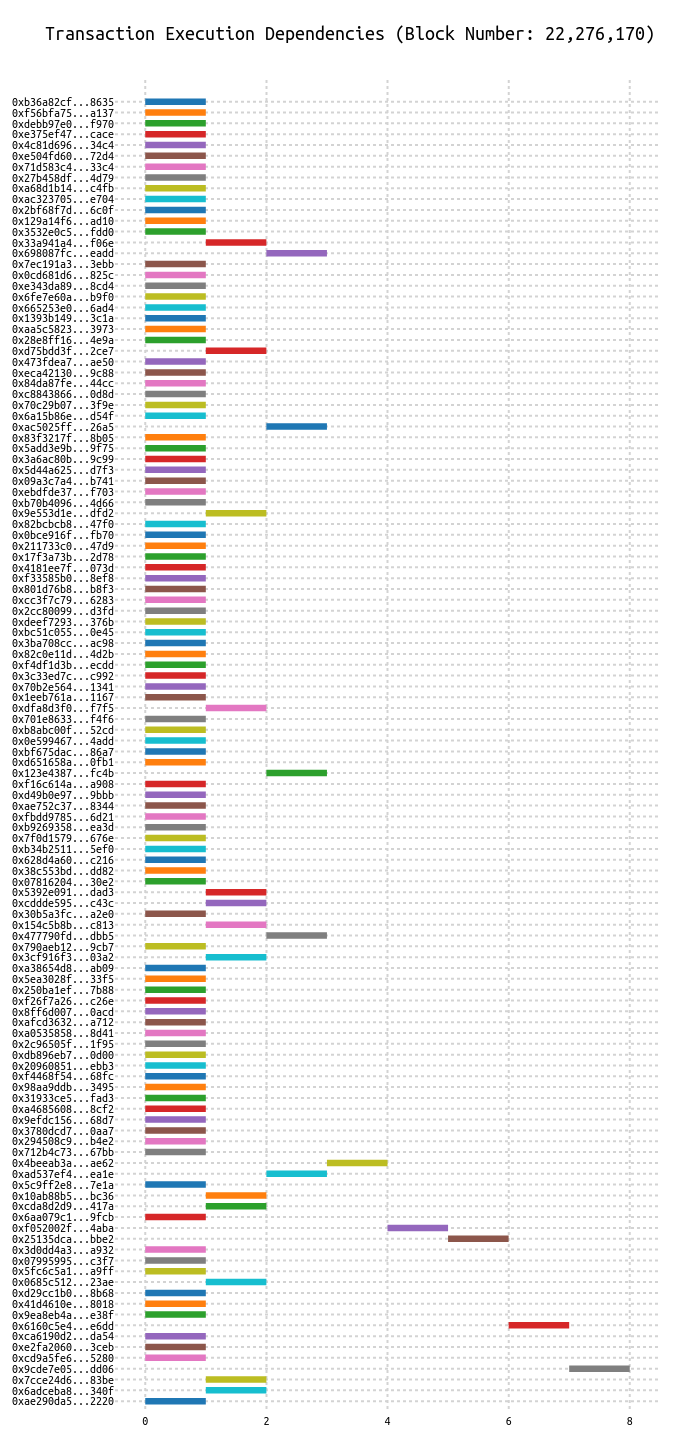 Transaction Execution Dependencies (Block Number: 22,276,170)
0xb36a82cf...8635
0xf56bfa75...a137
0xdebb97e0...f970
0xe375ef47...cace
0x4c81d696...34c4
0xe504fd60...72d4
0x71d583c4...33c4
0x27b458df...4d79
0xa68d1b14...c4fb
0xac323705...e704
0x2bf68f7d...6c0f
0x129a14f6...ad10
0x3532e0c5...fdd0
0x33a941a4...f06e
0x698087fc...eadd
0x7ec191a3...3ebb
0x0cd681d6...825c
0xe343da89...8cd4
0x6fe7e60a...b9f0
0x665253e0...6ad4
0x1393b149...3c1a
0xaa5c5823...3973
0x28e8ff16...4e9a
0xd75bdd3f...2ce7
0x473fdea7...ae50
0xeca42130...9c88
0x84da87fe...44cc
0xc8843866...0d8d
0x70c29b07...3f9e
0x6a15b86e...d54f
0xac5025ff...26a5
0x83f3217f...8b05
0x5add3e9b...9f75
0x3a6ac80b...9c99
0x5d44a625...d7f3
0x09a3c7a4...b741
0xebdfde37...f703
0xb70b4096...4d66
0x9e553d1e...dfd2
0x82bcbcb8...47f0
0x0bce916f...fb70
0x211733c0...47d9
0x17f3a73b...2d78
0x4181ee7f...073d
0xf33585b0...8ef8
0x801d76b8...b8f3
0xcc3f7c79...6283
0x2cc80099...d3fd
0xdeef7293...376b
0xbc51c055...0e45
0x3ba708cc...ac98
0x82c0e11d...4d2b
0xf4df1d3b...ecdd
0x3c33ed7c...c992
0x70b2e564...1341
0x1eeb761a...1167
0xdfa8d3f0...f7f5
0x701e8633...f4f6
0xb8abc00f...52cd
0x0e599467...4add
0xbf675dac...86a7
0xd651658a...0fb1
0x123e4387...fc4b
0xf16c614a...a908
0xd49b0e97...9bbb
0xae752c37...8344
0xfbdd9785...6d21
0xb9269358...ea3d
0x7f0d1579...676e
0xb34b2511...5ef0
0x628d4a60...c216
0x38c553bd...dd82
0x07816204...30e2
0x5392e091...dad3
0xcddde595...c43c
0x30b5a3fc...a2e0
0x154c5b8b...c813
0x477790fd...dbb5
0x790aeb12...9cb7
0x3cf916f3...03a2
0xa38654d8...ab09
0x5ea3028f...33f5
0x250ba1ef...7b88
0xf26f7a26...c26e
0x8ff6d007...0acd
0xafcd3632...a712
0xa0535858...8d41
0x2c96505f...1f95
0xdb896eb7...0d00
0x20960851...ebb3
0xf4468f54...68fc
0x98aa9ddb...3495
0x31933ce5...fad3
0xa4685608...8cf2
0x9efdc156...68d7
0x3780dcd7...0aa7
0x294508c9...b4e2
0x712b4c73...67bb
0x4beeab3a...ae62
0xad537ef4...ea1e
0x5c9ff2e8...7e1a
0x10ab88b5...bc36
0xcda8d2d9...417a
0x6aa079c1...9fcb
0xf052002f...4aba
0x25135dca...bbe2
0x3d0dd4a3...a932
0x07995995...c3f7
0x5fc6c5a1...a9ff
0x0685c512...23ae
0xd29cc1b0...8b68
0x41d4610e...8018
0x9ea8eb4a...e38f
0x6160c5e4...e6dd
0xca6190d2...da54
0xe2fa2060...3ceb
0xcd9a5fe6...5280
0x9cde7e05...dd06
0x7cce24d6...83be
0x6adceba8...340f
0xae290da5...2220
0 2 4 6 8